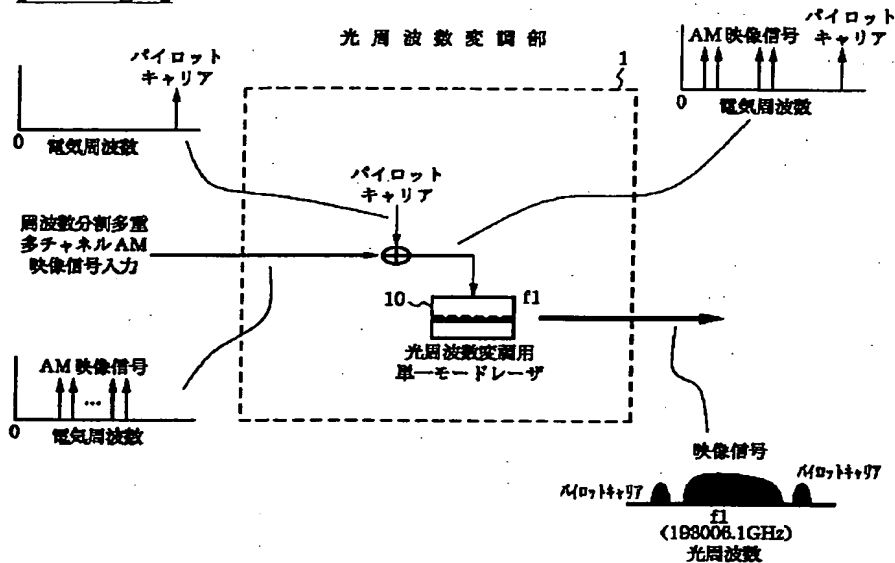 光周波数変調部
1
パイロット
キャリア
0
電気周波数
AM映像信号
パイロット
キャリア
0
電気周波数
パイロット
キャリア
周波数分割多重
多チャネルAM
映像信号入力
10
f1
光周波数変調用
単一モードレーザ
AM映像信号
...
0
電気周波数
映像信号
パイロットキャリア
パイロットキャリア
f1
(193006.1GHz)
光周波数